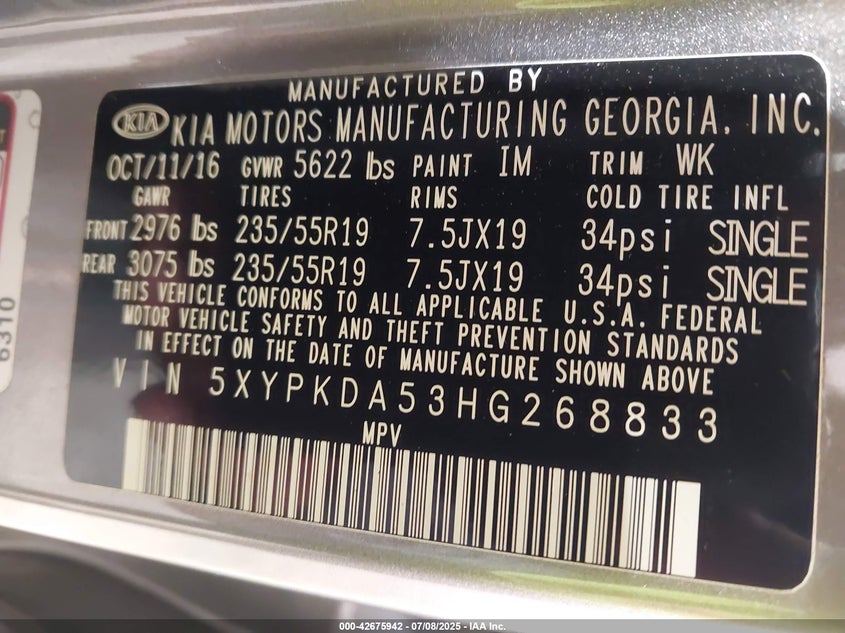 MANUFACTURED BY
KIA KIA MOTORS MANUFACTURING GEORGIA, INC.
OCT/11/16 GVWR 5622 lbs PAINT IM TRIM WK
GAWR TIRES RIMS COLD TIRE INFL
FRONT 2976 lbs 235/55R19 7.5JX19 34psi SINGLE
REAR 3075 lbs 235/55R19 7.5JX19 34psi SINGLE
THIS VEHICLE CONFORMS TO ALL APPLICABLE U.S.A. FEDERAL
MOTOR VEHICLE SAFETY AND THEFT PREVENTION STANDARDS
IN EFFECT ON THE DATE OF MANUFACTURE SHOWN ABOVE
VIN 5XYPKDA53HG268833
MPV
6310
000-42675942 - 07/08/2025 - IAA Inc.